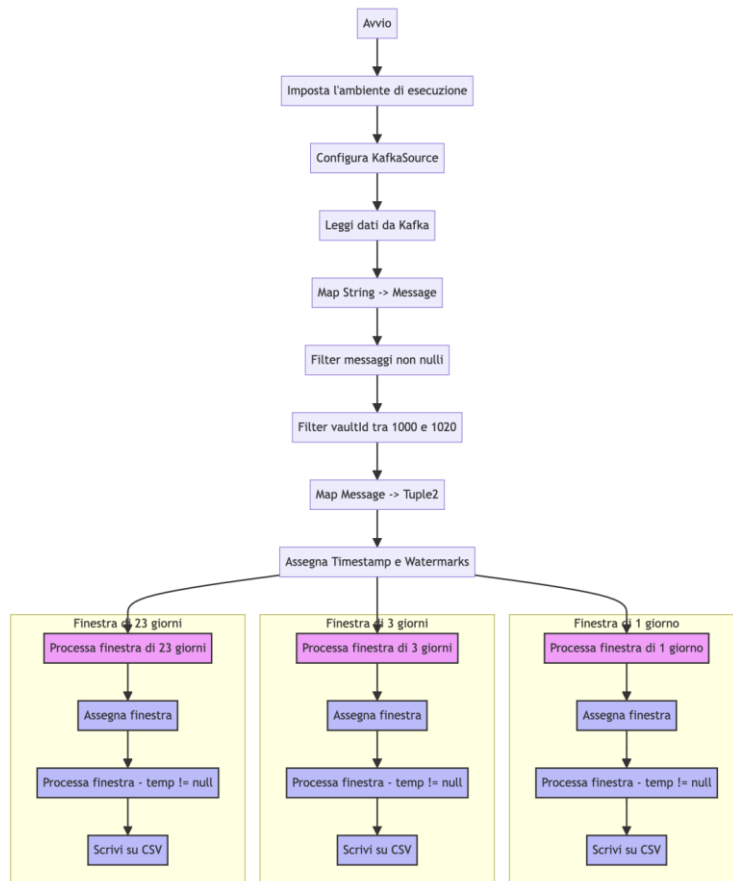 Avvio
Imposta l'ambiente di esecuzione
Configura KafkaSource
Leggi dati da Kafka
Map String -> Message
Filter messaggi non nulli
Filter vaultId tra 1000 e 1020
Map Message -> Tuple2
Assegna Timestamp e Watermarks
Finestra di 23 giorni
Processa finestra di 23 giorni
Assegna finestra
Processa finestra - temp != null
Scrivi su CSV
Finestra di 3 giorni
Processa finestra di 3 giorni
Assegna finestra
Processa finestra - temp != null
Scrivi su CSV
Finestra di 1 giorno
Processa finestra di 1 giorno
Assegna finestra
Processa finestra - temp != null
Scrivi su CSV